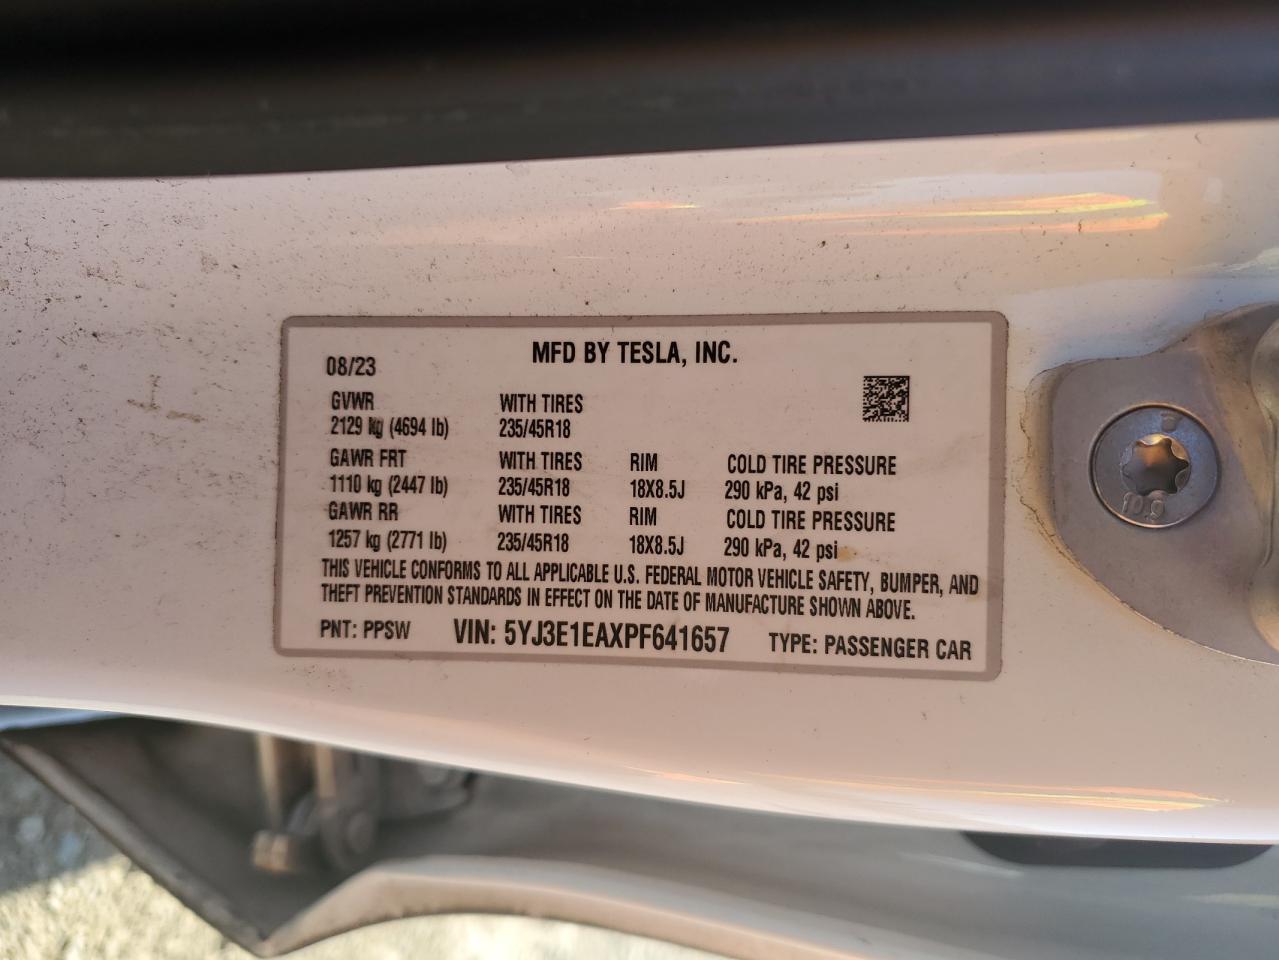 MFD BY TESLA, INC.
08/23
GVWR WITH TIRES
2129 kg (4694 lb) 235/45R18
GAWR FRT WITH TIRES RIM COLD TIRE PRESSURE
1110 kg (2447 lb) 235/45R18 18X8.5J 290 kPa, 42 psi
GAWR RR WITH TIRES RIM COLD TIRE PRESSURE
1257 kg (2771 lb) 235/45R18 18X8.5J 290 kPa, 42 psi
THIS VEHICLE CONFORMS TO ALL APPLICABLE U.S. FEDERAL MOTOR VEHICLE SAFETY, BUMPER, AND
THEFT PREVENTION STANDARDS IN EFFECT ON THE DATE OF MANUFACTURE SHOWN ABOVE.
PNT: PPSW VIN: 5YJ3E1EAXPF641657 TYPE: PASSENGER CAR
10.9